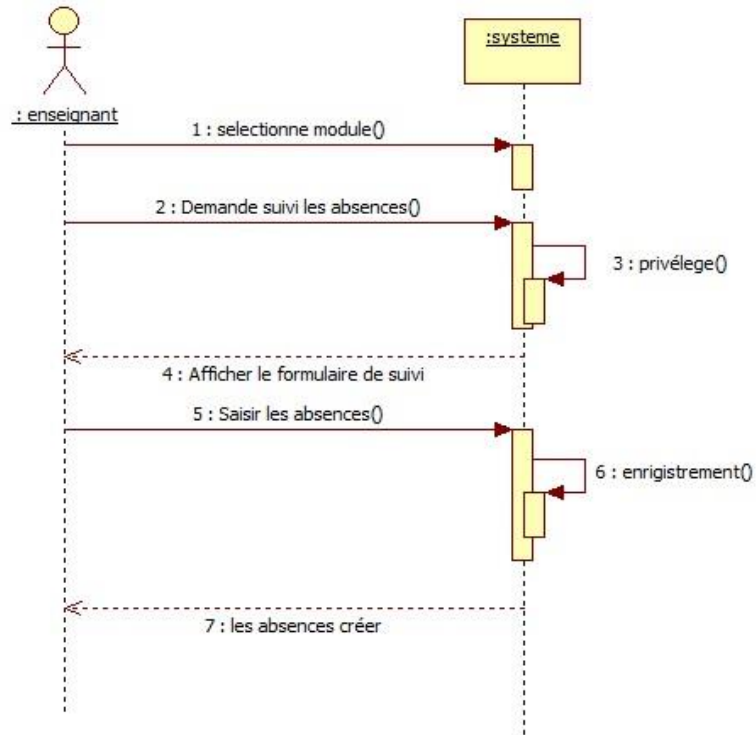 :systeme
: enseignant
1 : selectionne module()
2 : Demande suivi les absences()
3 : privélege()
4 : Afficher le formulaire de suivi
5 : Saisir les absences()
6 : enrigistrement()
7 : les absences créer